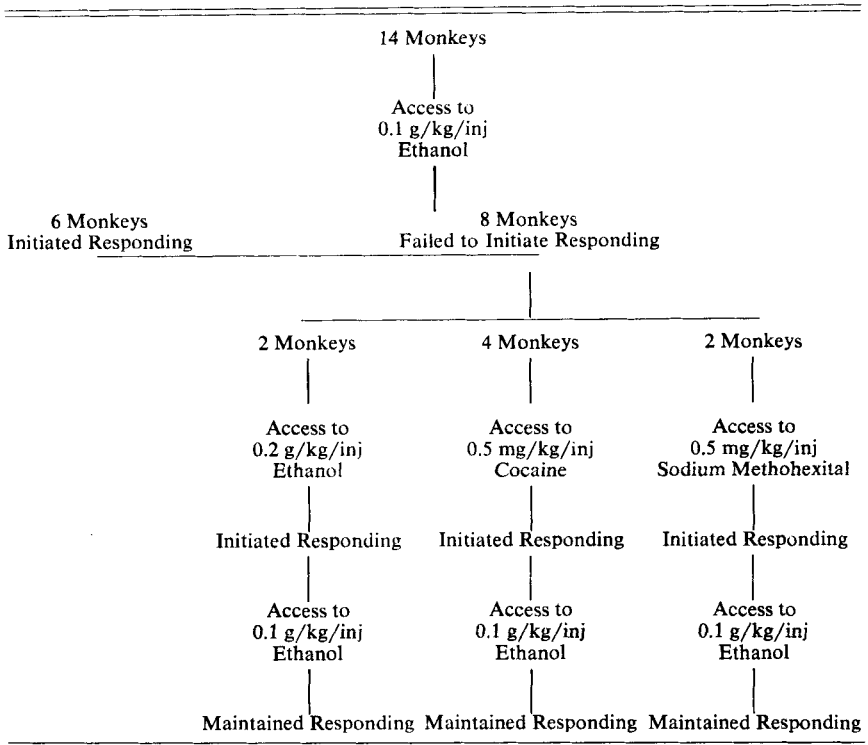 14 Monkeys
Access to
0.1 g/kg/inj
Ethanol
6 Monkeys
Initiated Responding
8 Monkeys
Failed to Initiate Responding
2 Monkeys
4 Monkeys
2 Monkeys
Access to
0.2 g/kg/inj
Ethanol
Access to
0.5 mg/kg/inj
Cocaine
Access to
0.5 mg/kg/inj
Sodium Methohexital
Initiated Responding
Initiated Responding
Initiated Responding
Access to
0.1 g/kg/inj
Ethanol
Access to
0.1 g/kg/inj
Ethanol
Access to
0.1 g/kg/inj
Ethanol
Maintained Responding
Maintained Responding
Maintained Responding